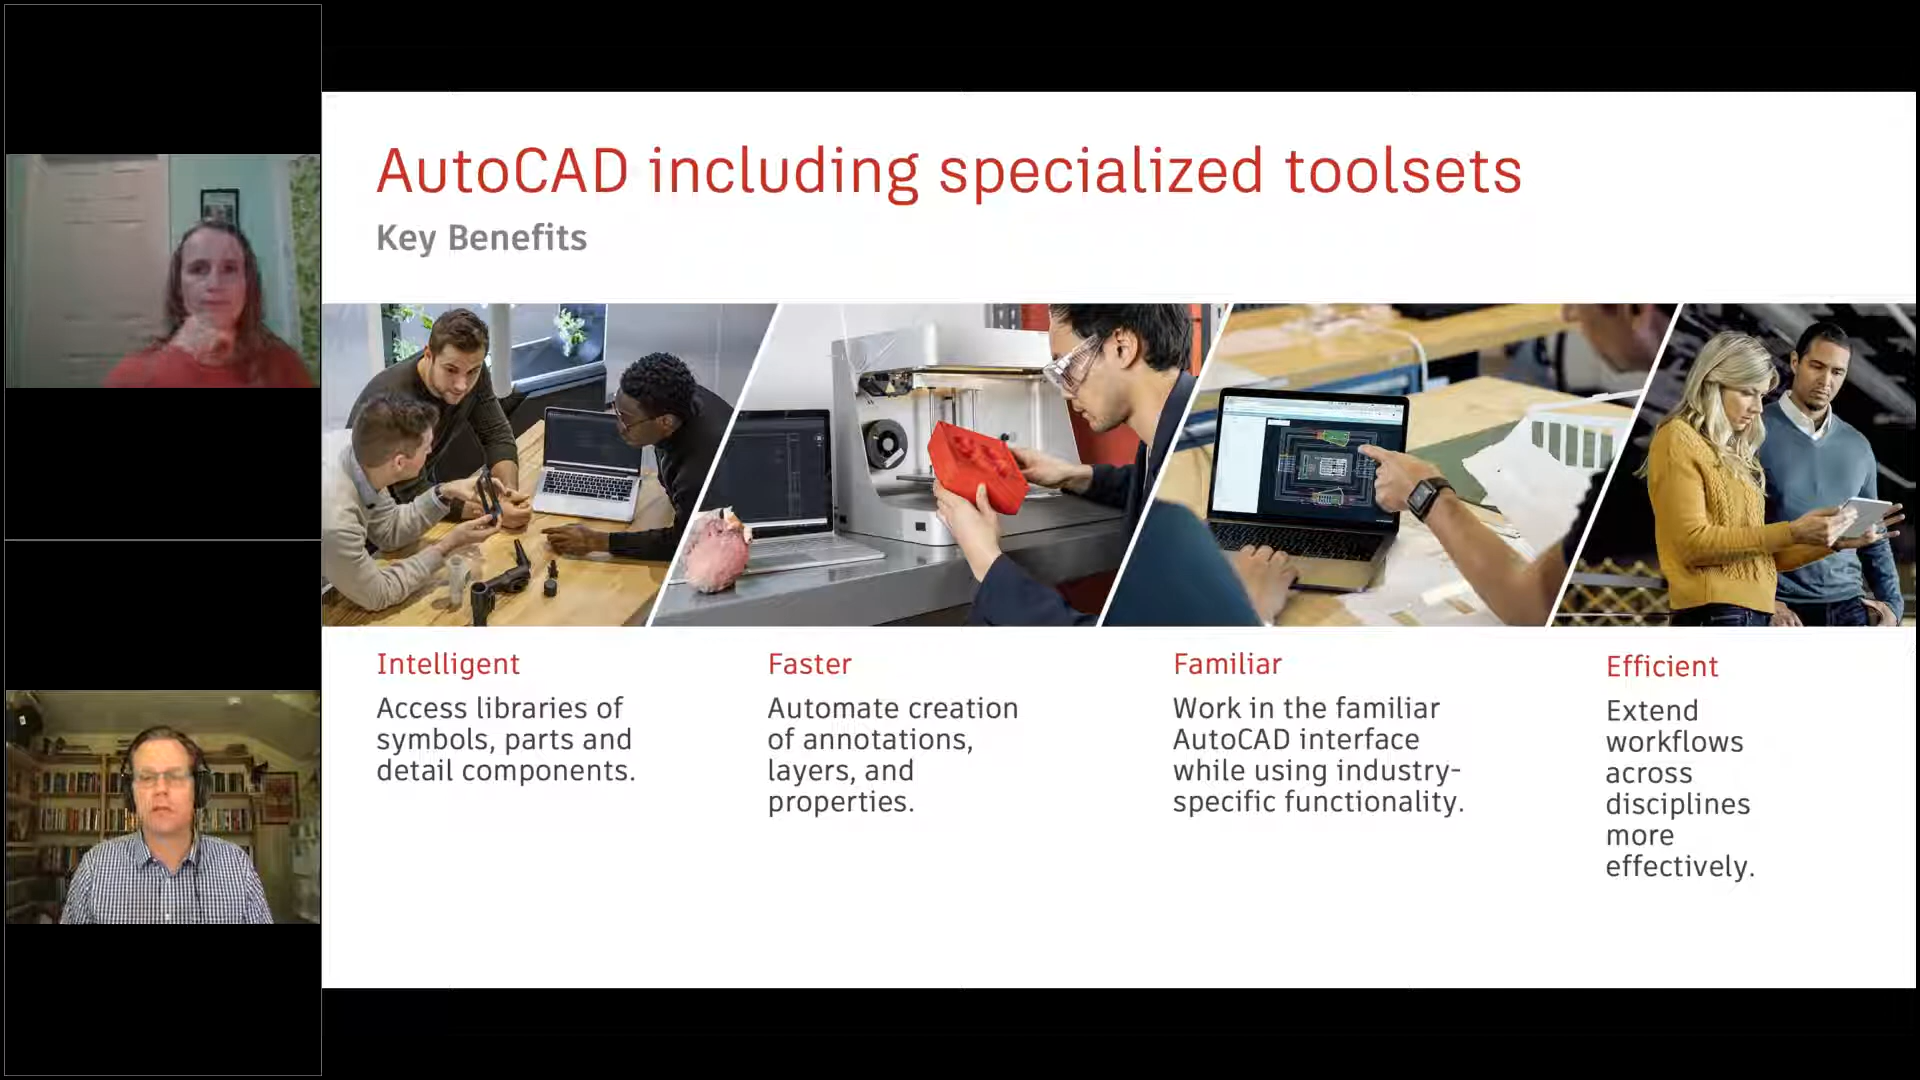 AutoCAD including specialized toolsets
Key Benefits
Intelligent
Access libraries of
symbols, parts and
detail components.
Faster
Automate creation
of annotations,
layers, and
properties.
Familiar
Work in the familiar
AutoCAD interface
while using industry-
specific functionality.
Efficient
Extend
workflows
across
disciplines
more
effectively.